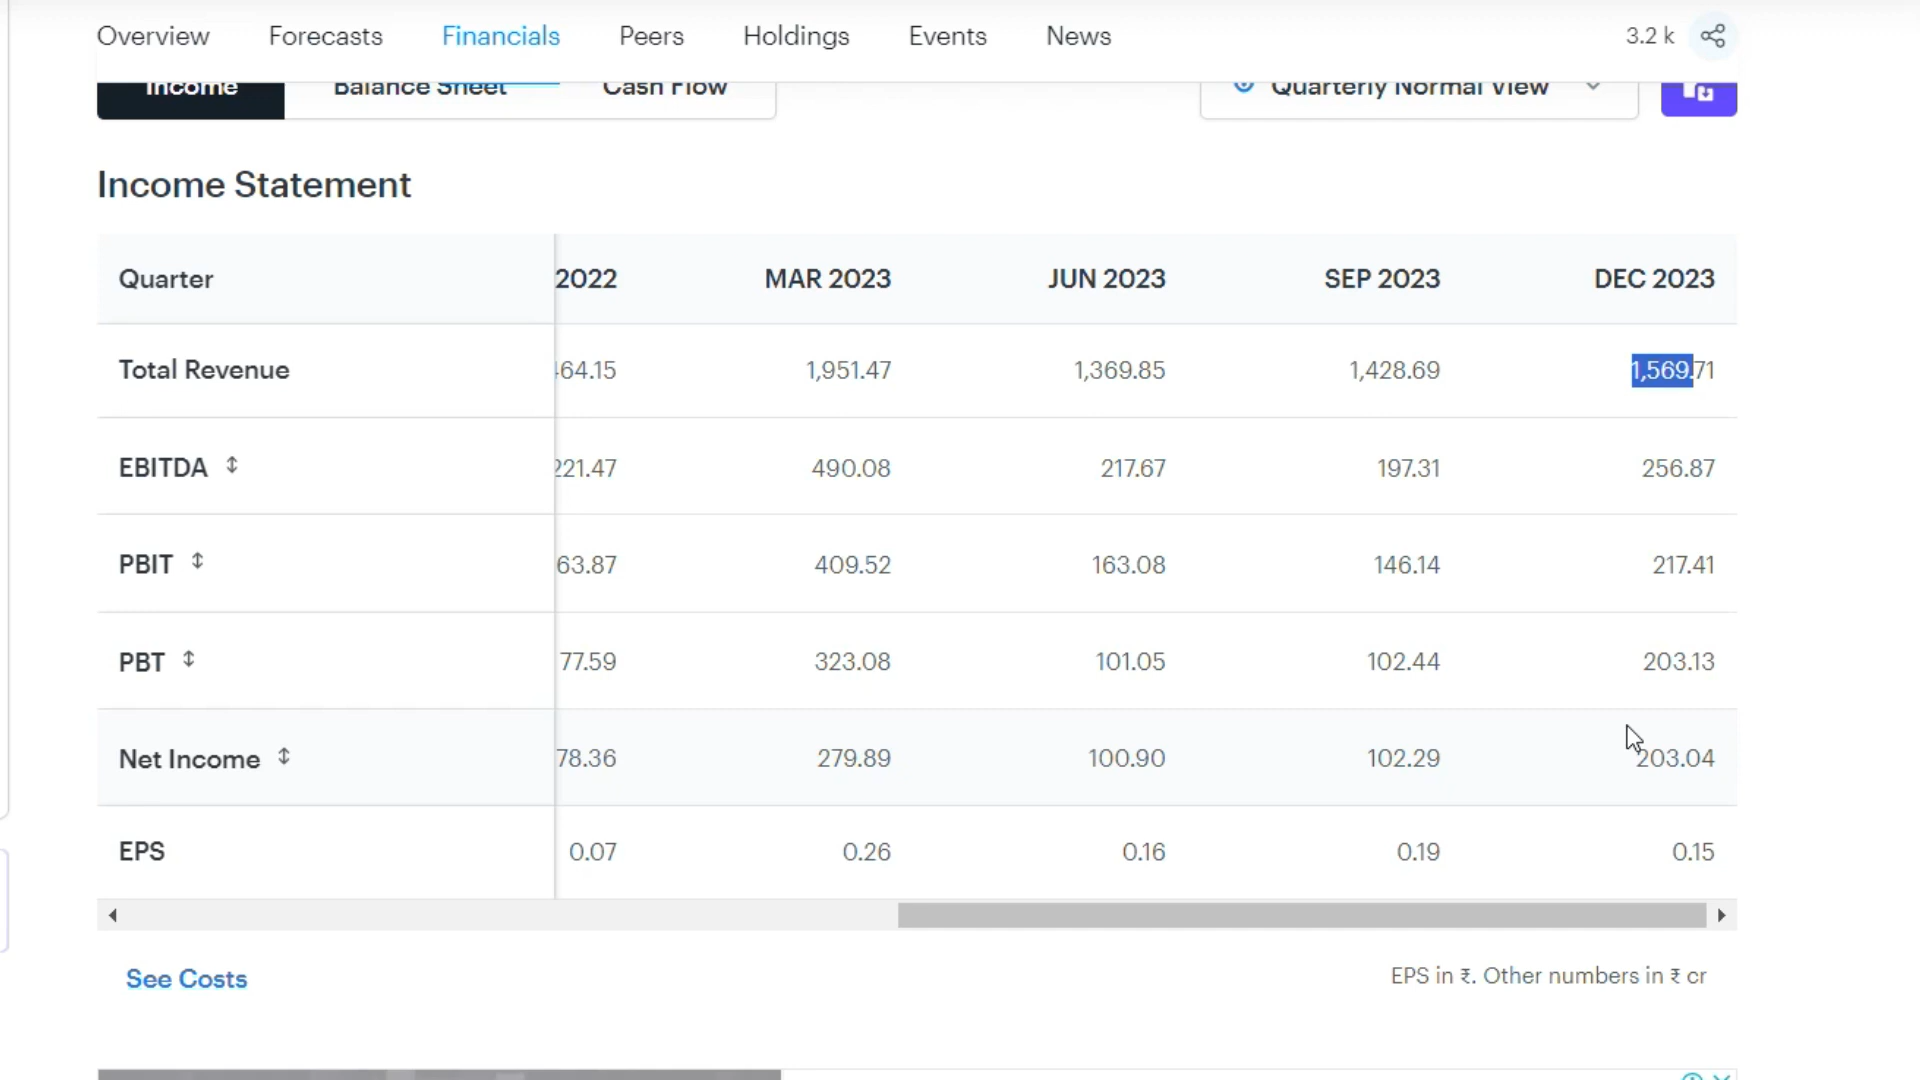 Overview Forecasts Financials Peers Holdings Events News 3.2 k
Income Balance Sheet Cash Flow Quarterly Normal View
Income Statement
Quarter 2022 MAR 2023 JUN 2023 SEP 2023 DEC 2023
Total Revenue 464.15 1,951.47 1,369.85 1,428.69 1,569.71
EBITDA 221.47 490.08 217.67 197.31 256.87
PBIT 63.87 409.52 163.08 146.14 217.41
PBT 77.59 323.08 101.05 102.44 203.13
Net Income 78.36 279.89 100.90 102.29 203.04
EPS 0.07 0.26 0.16 0.19 0.15
See Costs EPS in ₹. Other numbers in ₹ cr